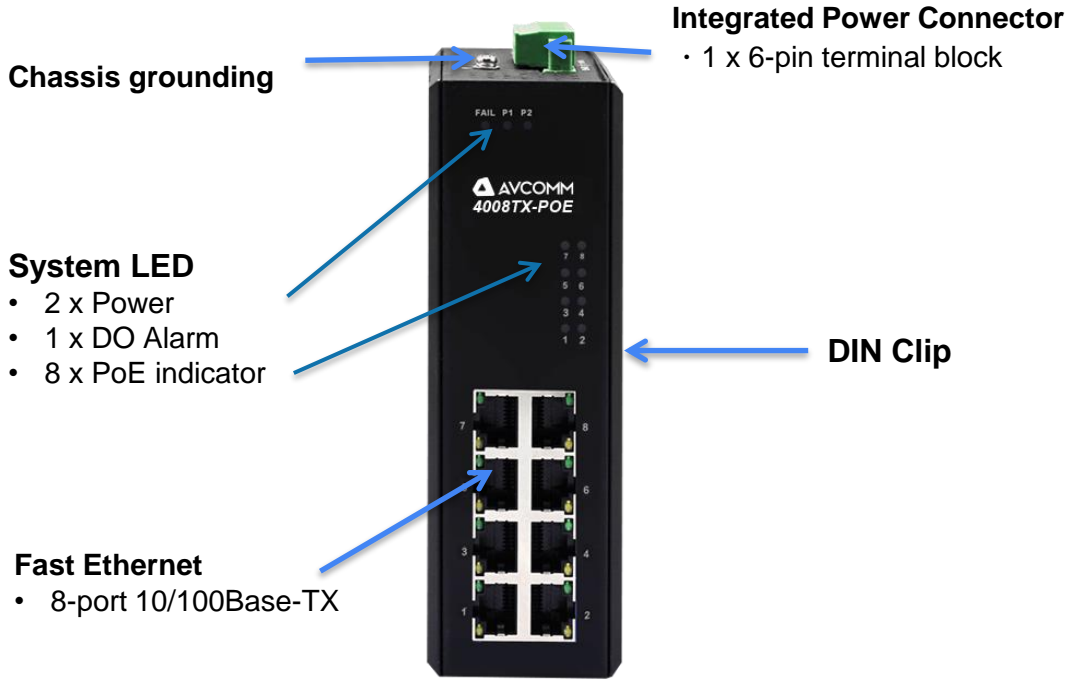 Integrated Power Connector
· 1 x 6-pin terminal block
Chassis grounding
FAIL P1 P2
AVCOMM
4008TX-POE
System LED
• 2 x Power
• 1 x DO Alarm
• 8 x PoE indicator
7 8
5 6
3 4
1 2
DIN Clip
7 8
6
3 4
1 2
Fast Ethernet
• 8-port 10/100Base-TX